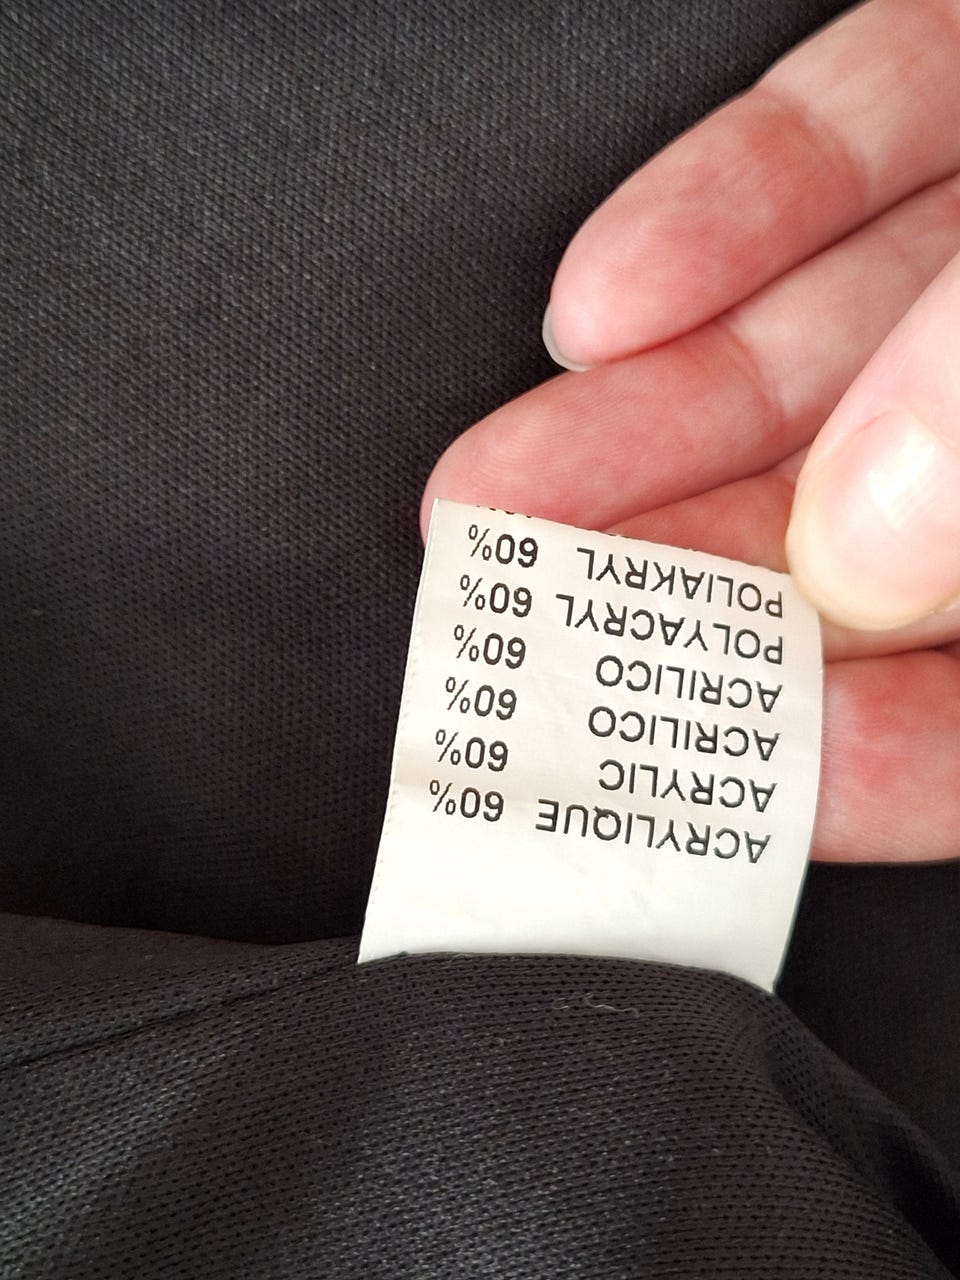 ACRYLIQUE 60%
ACRYLIC 60%
ACRILICO 60%
ACRILICO 60%
POLYACRYL 60%
POLIAKRYL 60%